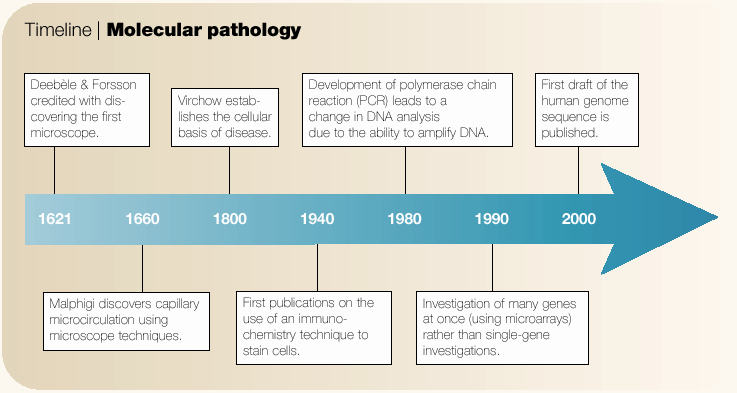 Timeline | Molecular pathology
Deebèle & Forsson
credited with dis-
covering the first
microscope.
Virchow estab-
lishes the cellular
basis of disease.
Development of polymerase chain
reaction (PCR) leads to a
change in DNA analysis
due to the ability to amplify DNA.
First draft of the
human genome
sequence is
published.
1621 1660 1800 1940 1980 1990 2000
Malphigi discovers capillary
microcirculation using
microscope techniques.
First publications on the
use of an immuno-
chemistry technique to
stain cells.
Investigation of many genes
at once (using microarrays)
rather than single-gene
investigations.